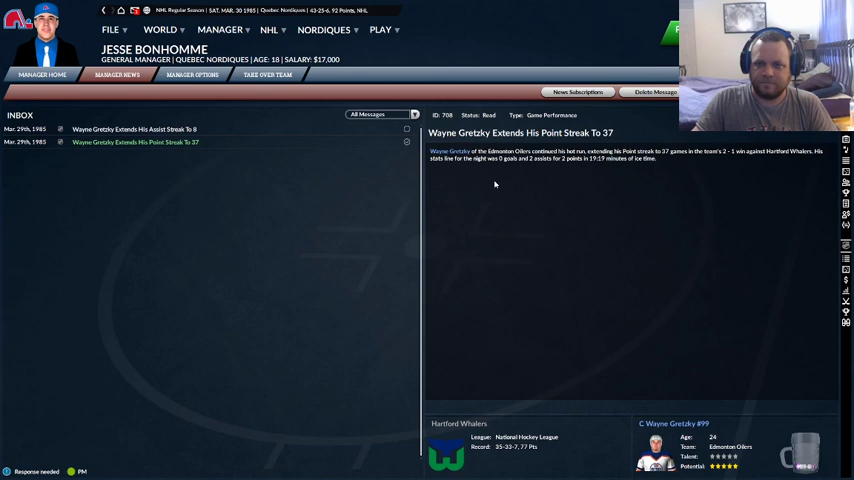 NHL Regular Season | SAT, MAR. 30 1985 | Quebec Nordiques | 43-25-6, 92 Points, NHL
FILE WORLD MANAGER NHL NORDIQUES PLAY
JESSE BONHOMME
GENERAL MANAGER | QUEBEC NORDIQUES | AGE: 18 | SALARY: $17,000
MANAGER HOME MANAGER NEWS MANAGER OPTIONS TAKE OVER TEAM
News Subscriptions Delete Message
INBOX All Messages
Mar. 29th, 1985 Wayne Gretzky Extends His Assist Streak To 8
Mar. 29th, 1985 Wayne Gretzky Extends His Point Streak To 37
ID: 708 Status: Read Type: Game Performance
Wayne Gretzky Extends His Point Streak To 37
Wayne Gretzky of the Edmonton Oilers continued his hot run, extending his Point streak to 37 games in the team's 2 - 1 win against Hartford Whalers. His
stats line for the night was 0 goals and 2 assists for 2 points in 19:19 minutes of ice time.
Hartford Whalers
League: National Hockey League
Record: 35-33-7, 77 Pts
C Wayne Gretzky #99
Age: 24
Team: Edmonton Oilers
Talent:
Potential:
Response needed PM